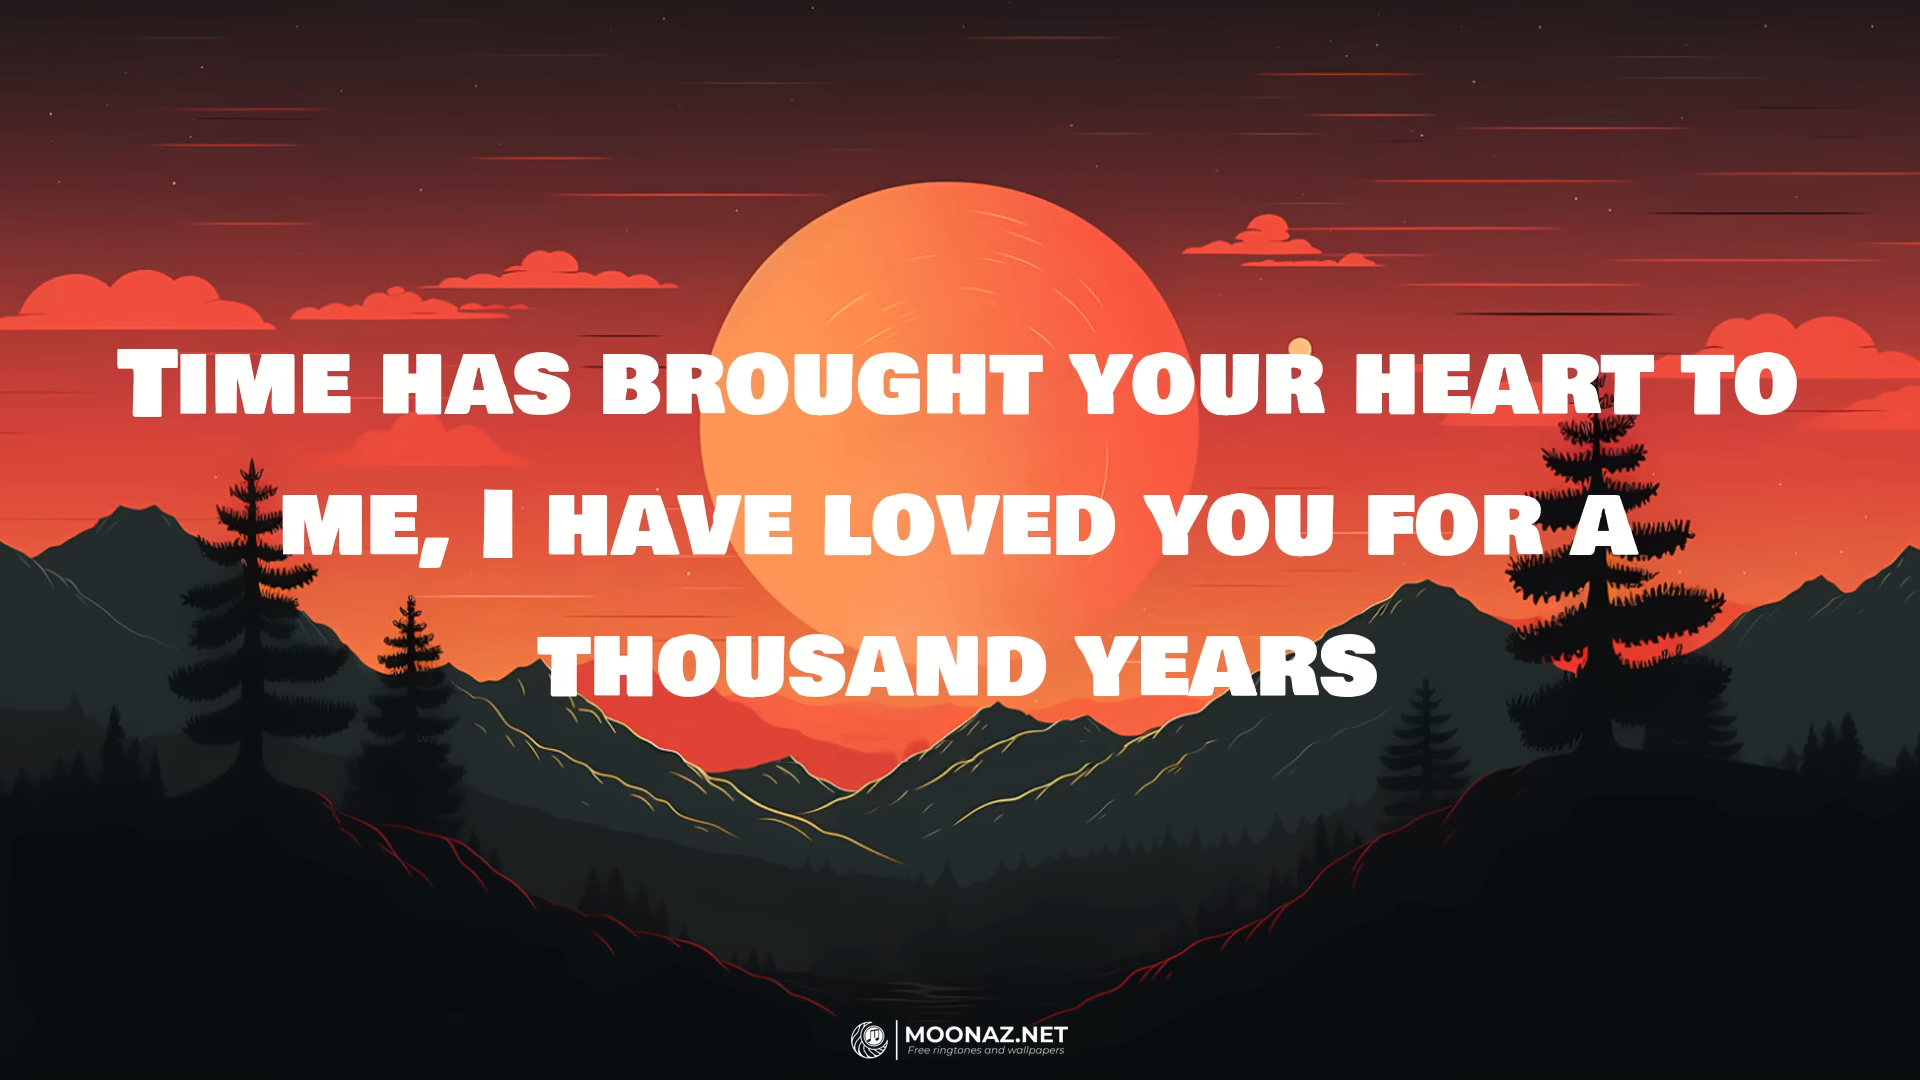 Time has brought your heart to
me, I have loved you for a
thousand years
MOONAZ.NET
Free ringtones and wallpapers